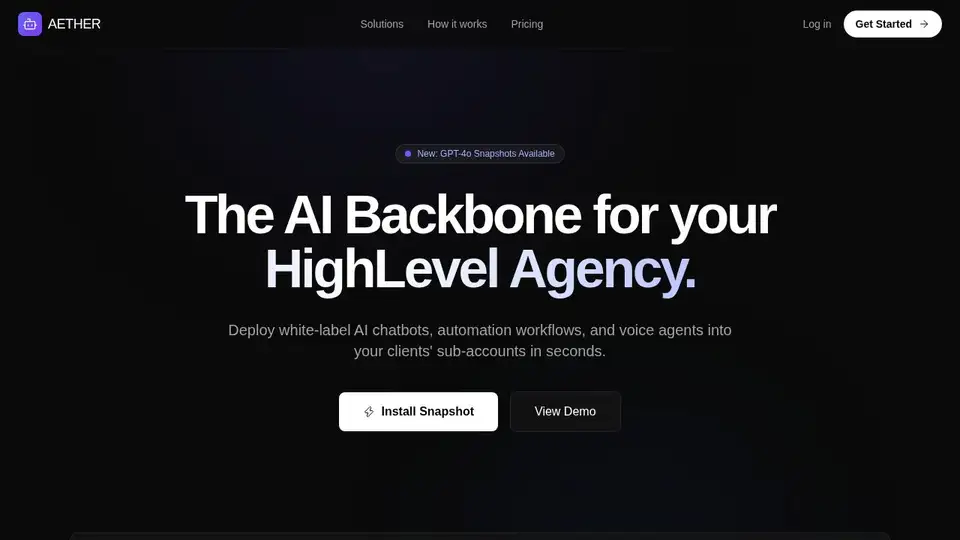 AETHER
Solutions
How it works
Pricing
Log in
Get Started
New: GPT-4o Snapshots Available
The AI Backbone for your
HighLevel Agency.
Deploy white-label AI chatbots, automation workflows, and voice agents into
your clients' sub-accounts in seconds.
Install Snapshot
View Demo